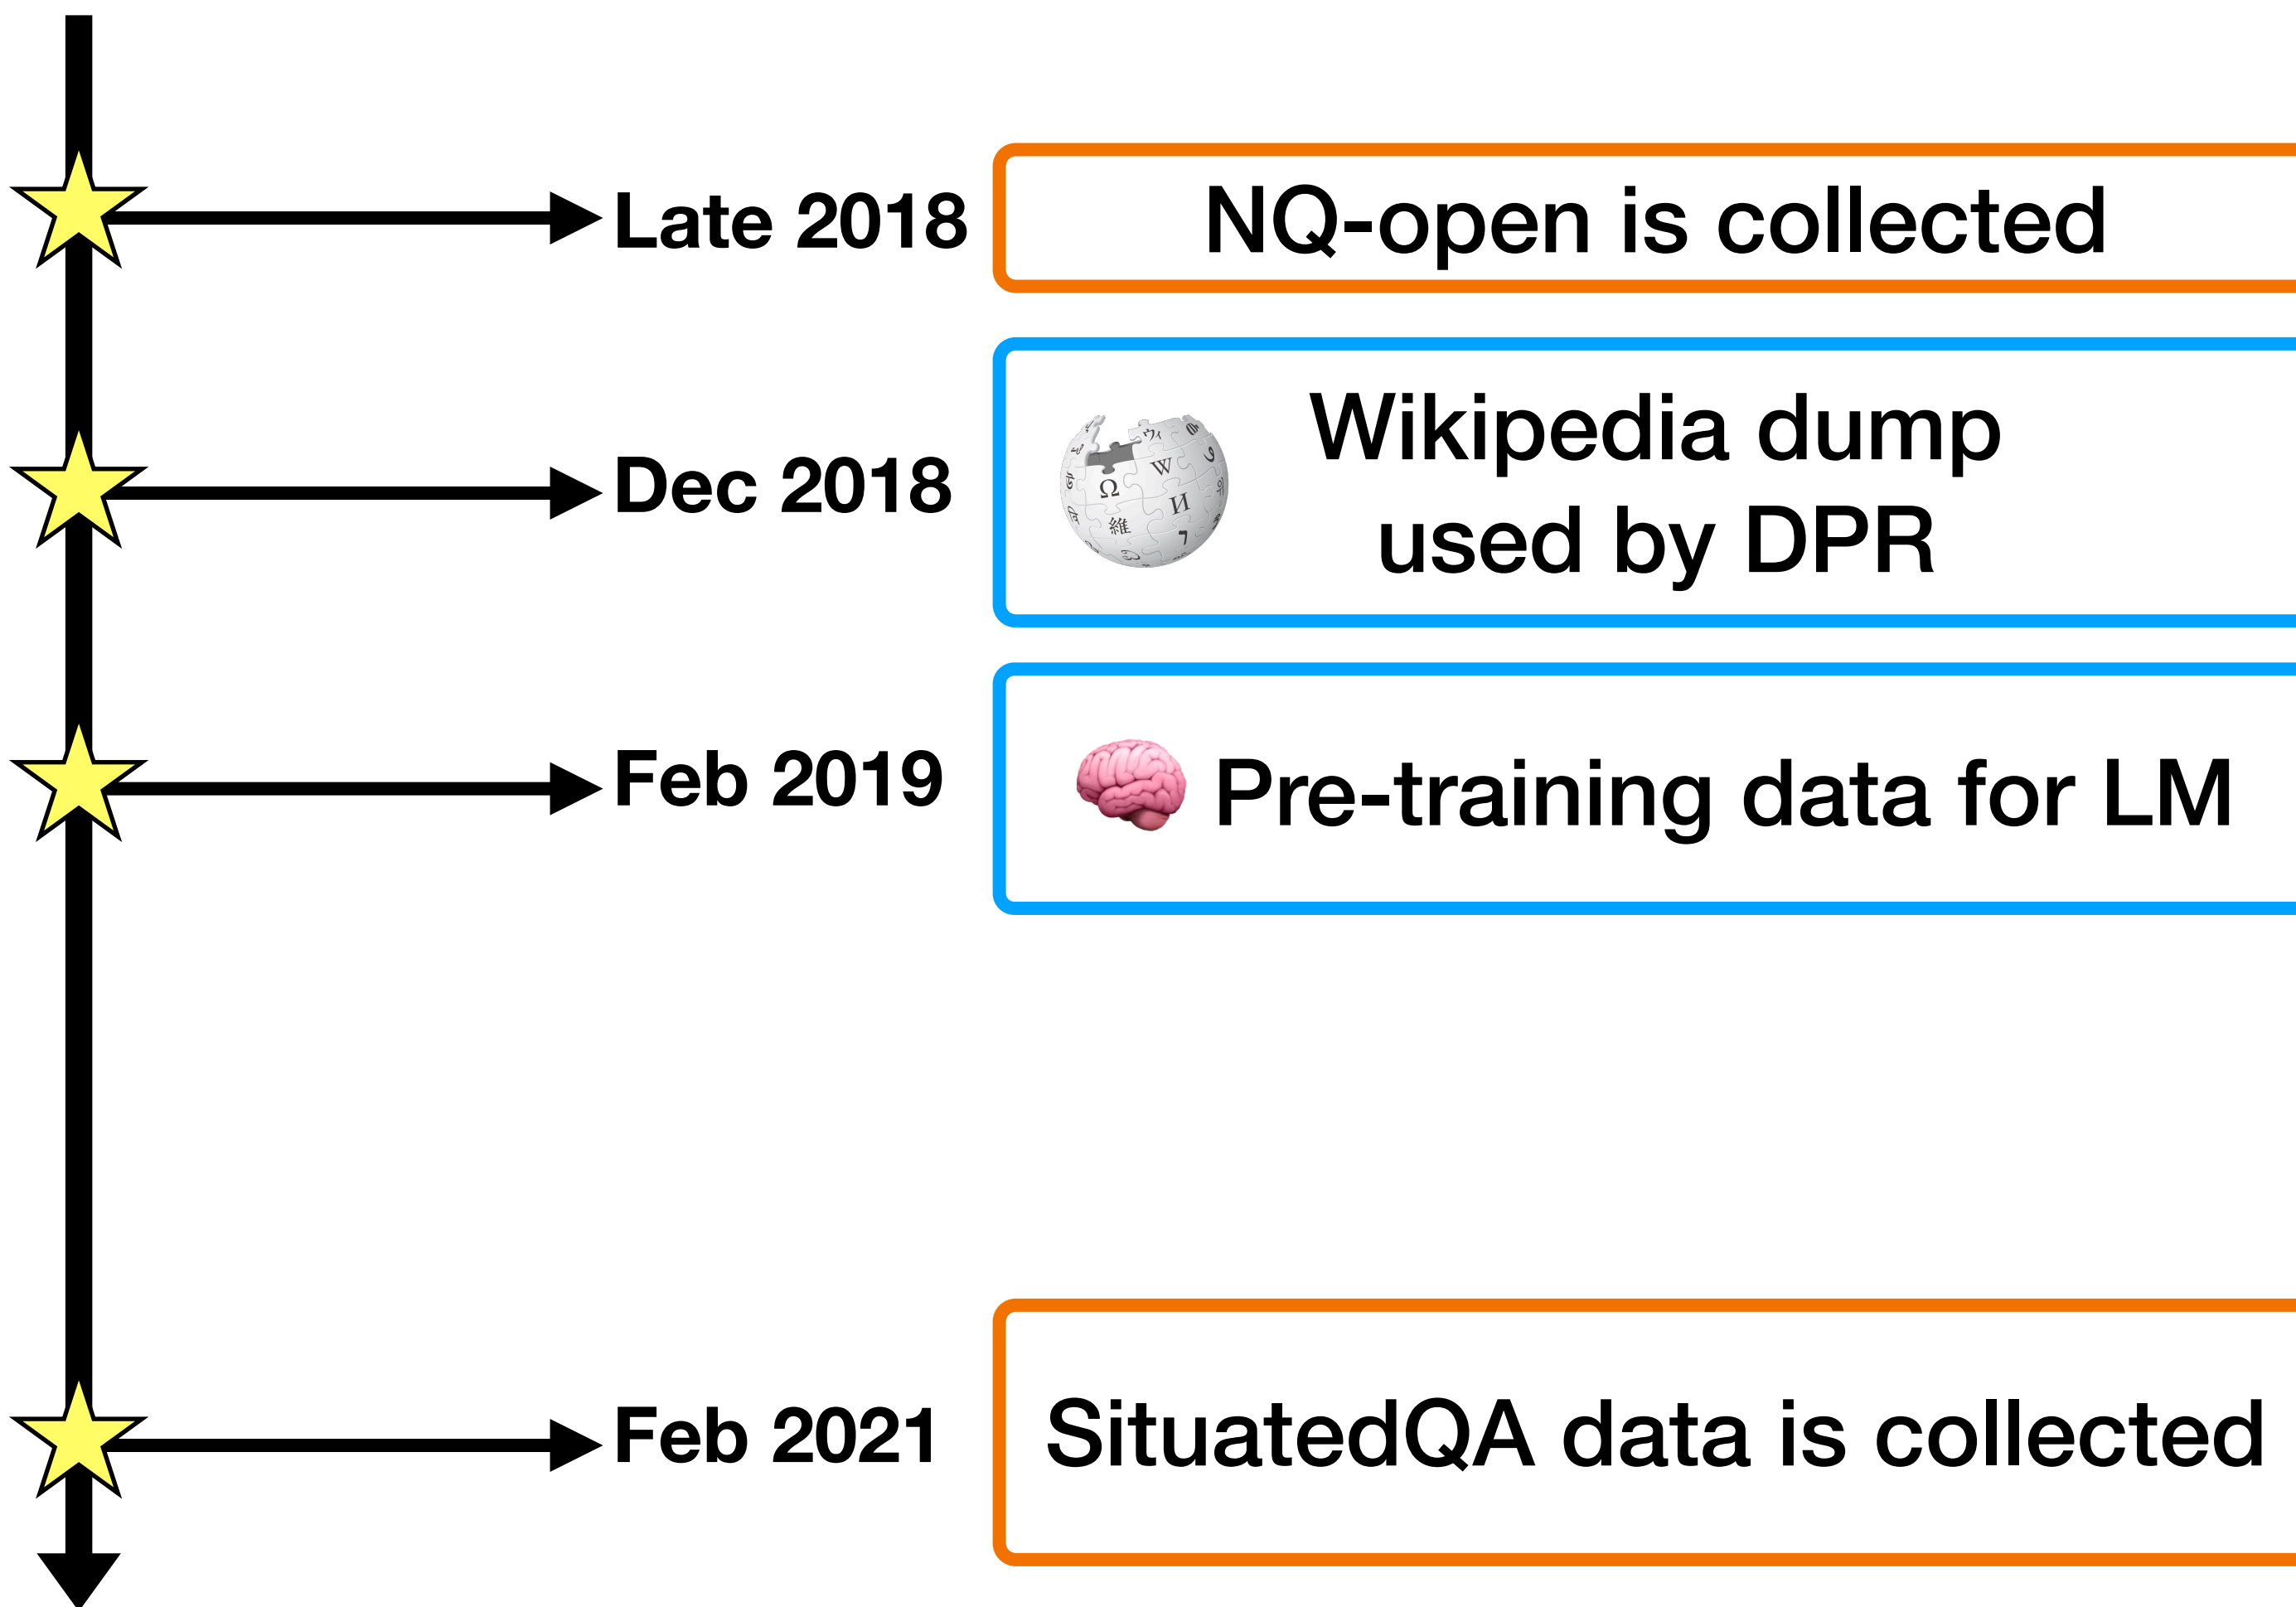 Late 2018
NQ-open is collected
Dec 2018
Wikipedia dump
used by DPR
Feb 2019
Pre-training data for LM
Feb 2021
SituatedQA data is collected